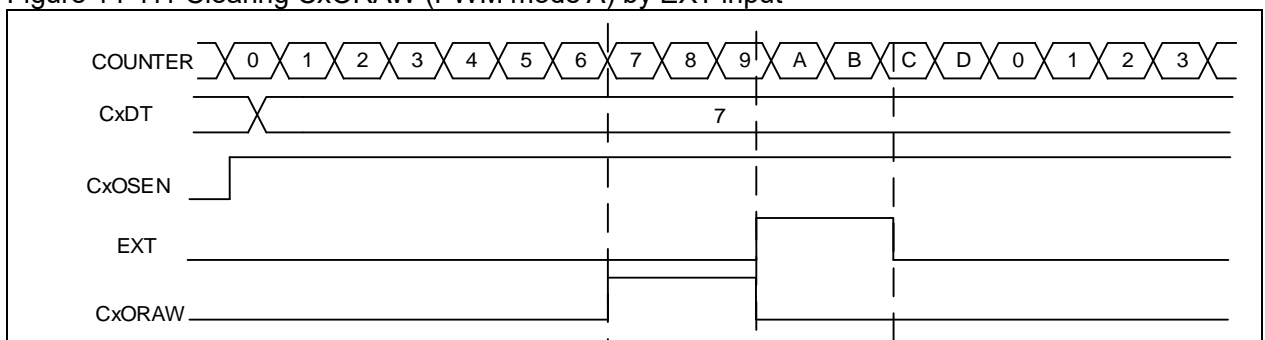 Figure 14-111 Clearing CxORAW (PWM mode A) by EXT input
COUNTER 0 1 2 3 4 5 6 7 8 9 A B C D 0 1 2 3
CxDT 7
CxOSEN
EXT
CxORAW